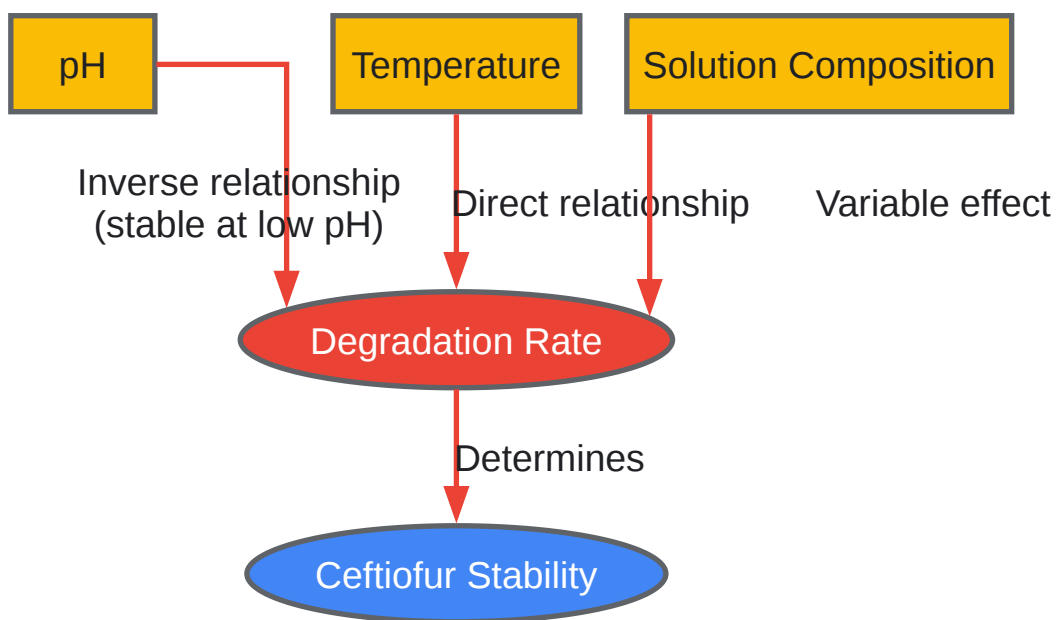 pH
Temperature
Solution Composition
Inverse relationship
(stable at low pH)
Direct relationship
Variable effect
Degradation Rate
Determines
Ceftiofur Stability